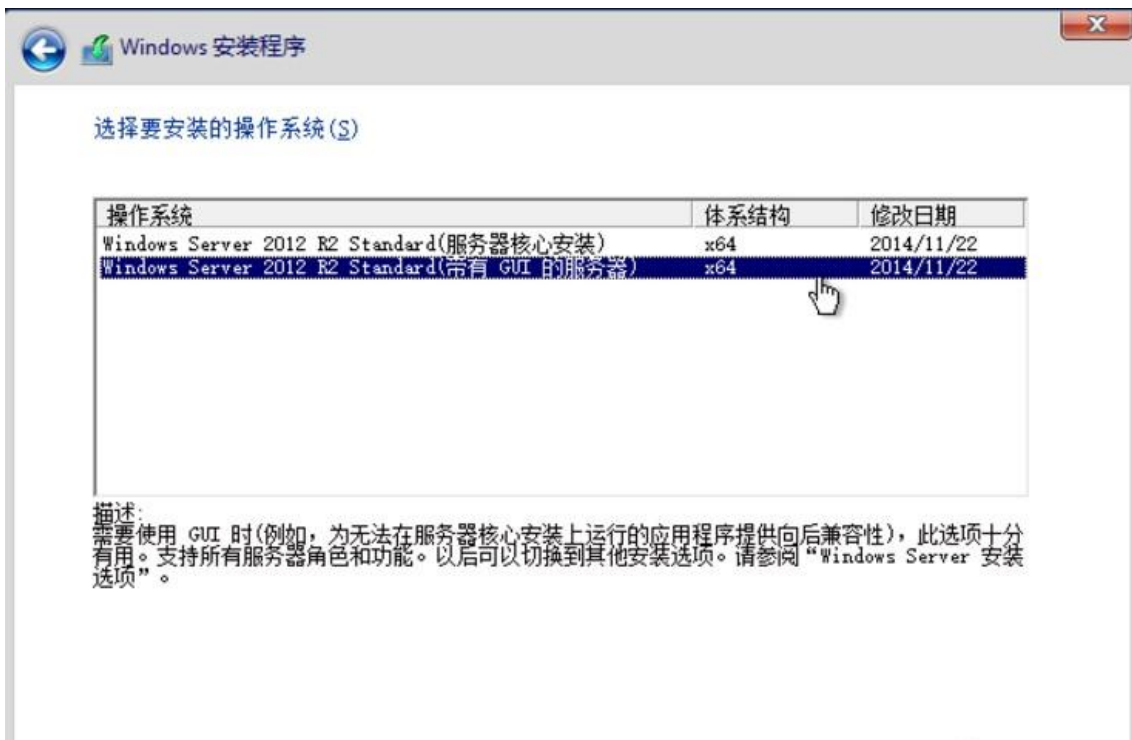 Windows 安装程序
选择要安装的操作系统(S)
操作系统 体系结构 修改日期
Windows Server 2012 R2 Standard(服务器核心安装) x64 2014/11/22
Windows Server 2012 R2 Standard(带有 GUI 的服务器) x64 2014/11/22
描述:
需要使用 GUI 时(例如，为无法在服务器核心安装上运行的应用程序提供向后兼容性)，此选项十分
有用。支持所有服务器角色和功能。以后可以切换到其他安装选项。请参阅“Windows Server 安装
选项”。